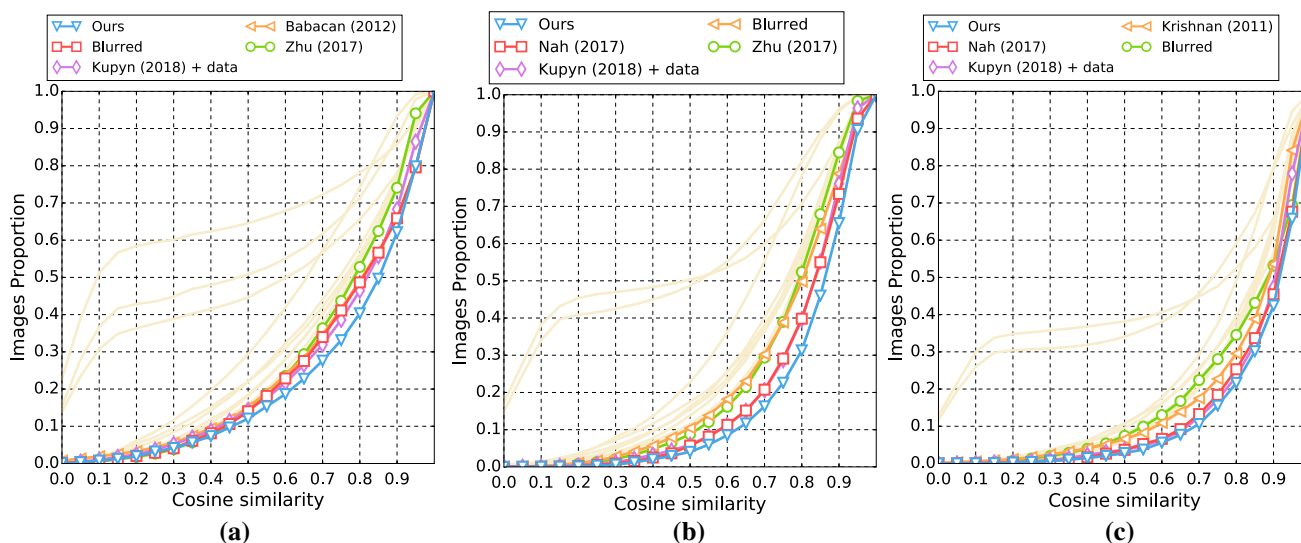 Ours
Babacan (2012)
Blurred
Zhu (2017)
Kupyn (2018) + data
1.0
0.9
0.8
0.7
0.6
0.5
0.4
0.3
0.2
0.1
0.0
Images Proportion
0.0 0.1 0.2 0.3 0.4 0.5 0.6 0.7 0.8 0.9
Cosine similarity
(a)
Ours
Blurred
Nah (2017)
Zhu (2017)
Kupyn (2018) + data
1.0
0.9
0.8
0.7
0.6
0.5
0.4
0.3
0.2
0.1
0.0
Images Proportion
0.0 0.1 0.2 0.3 0.4 0.5 0.6 0.7 0.8 0.9
Cosine similarity
(b)
Ours
Krishnan (2011)
Nah (2017)
Blurred
Kupyn (2018) + data
1.0
0.9
0.8
0.7
0.6
0.5
0.4
0.3
0.2
0.1
0.0
Images Proportion
0.0 0.1 0.2 0.3 0.4 0.5 0.6 0.7 0.8 0.9
Cosine similarity
(c)